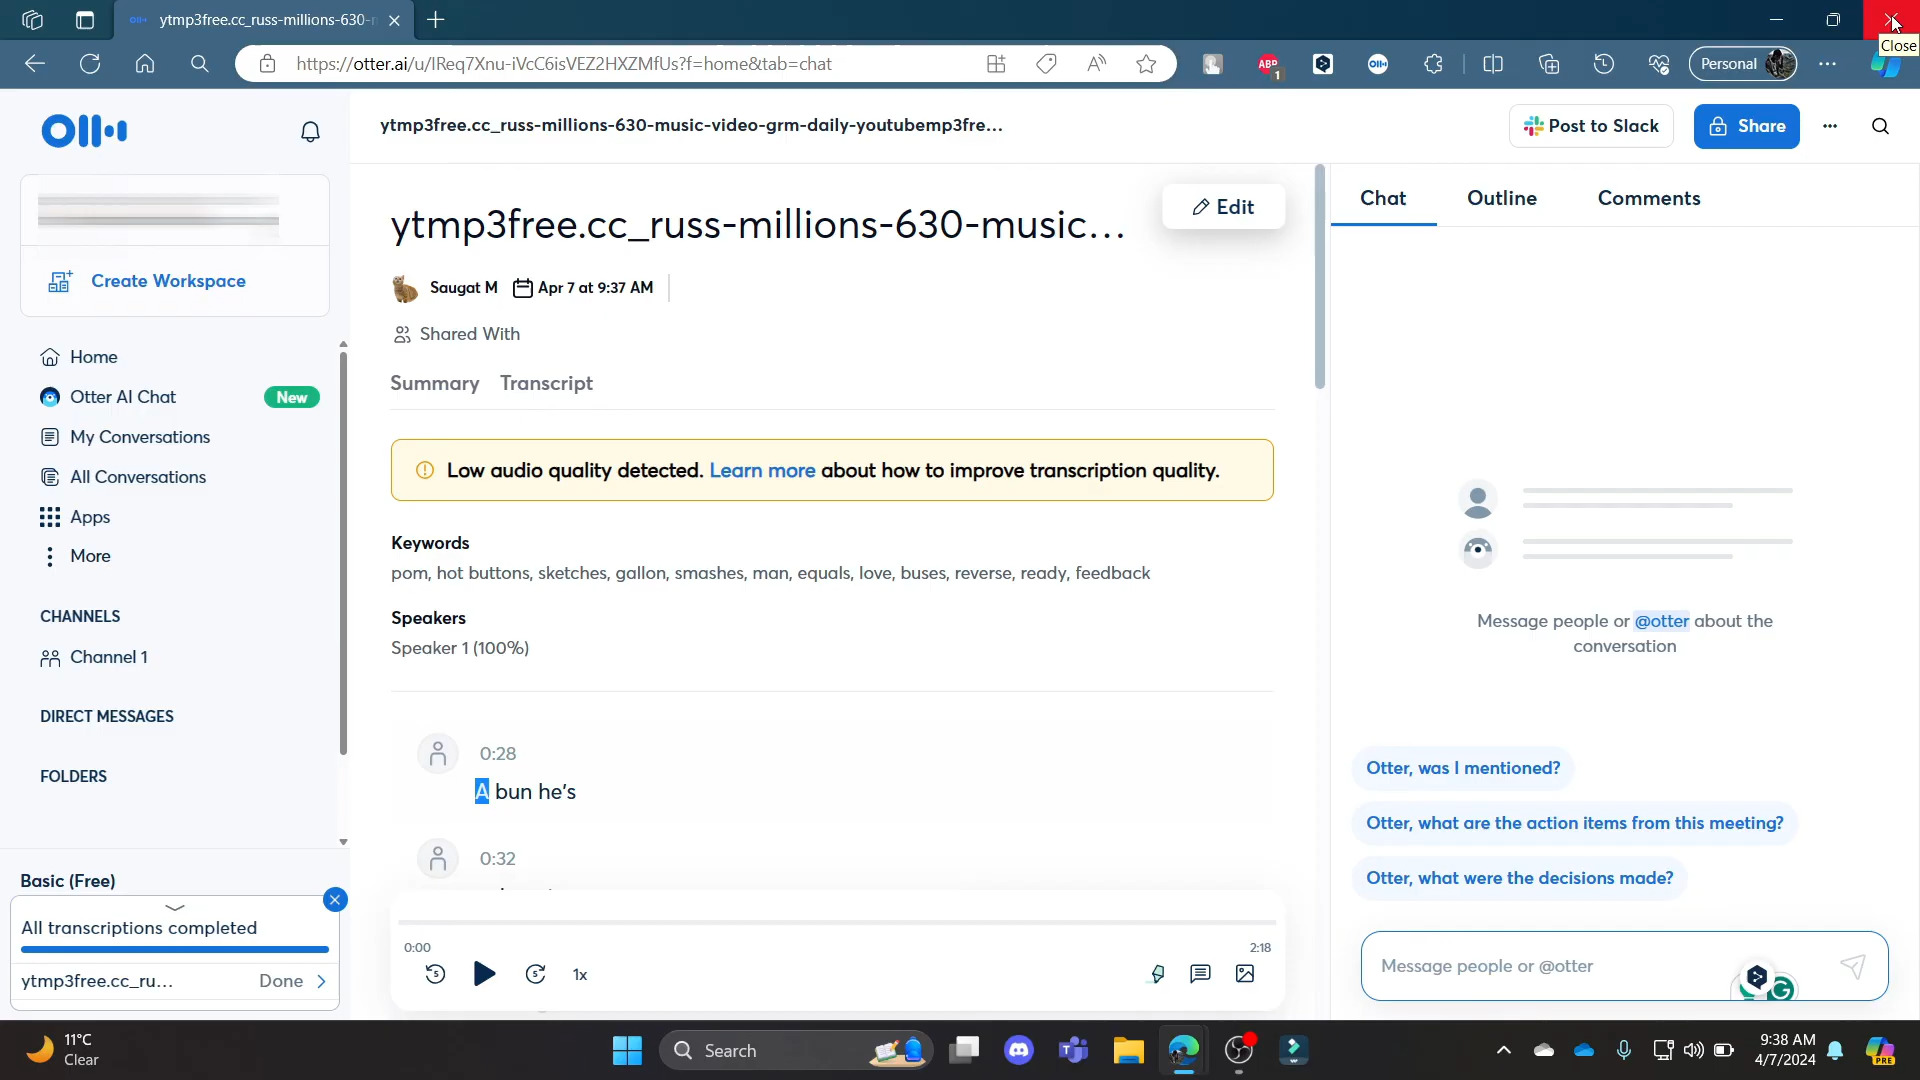 ytmp3free.cc_russ-millions-630-r
Close
https://otter.ai/u/IReq7Xnu-iVcC6isVEZ2HXZMfUs?f=home&tab=chat
ABP
1
Personal
ytmp3free.cc_russ-millions-630-music-video-grm-daily-youtubemp3fre...
Post to Slack
Share
Create Workspace
Home
Otter AI Chat
New
My Conversations
All Conversations
Apps
More
CHANNELS
Channel 1
DIRECT MESSAGES
FOLDERS
Basic (Free)
All transcriptions completed
ytmp3free.cc_ru...
Done
ytmp3free.cc_russ-millions-630-music...
Edit
Saugat M
Apr 7 at 9:37 AM
Shared With
Summary Transcript
Low audio quality detected. Learn more about how to improve transcription quality.
Keywords
pom, hot buttons, sketches, gallon, smashes, man, equals, love, buses, reverse, ready, feedback
Speakers
Speaker 1 (100%)
0:28
A bun he's
0:32
0:00
2:18
5
5
1x
Chat
Outline
Comments
Message people or @otter about the
conversation
Otter, was I mentioned?
Otter, what are the action items from this meeting?
Otter, what were the decisions made?
Message people or @otter
11°C
Clear
Search
9:38 AM
4/7/2024
PRE